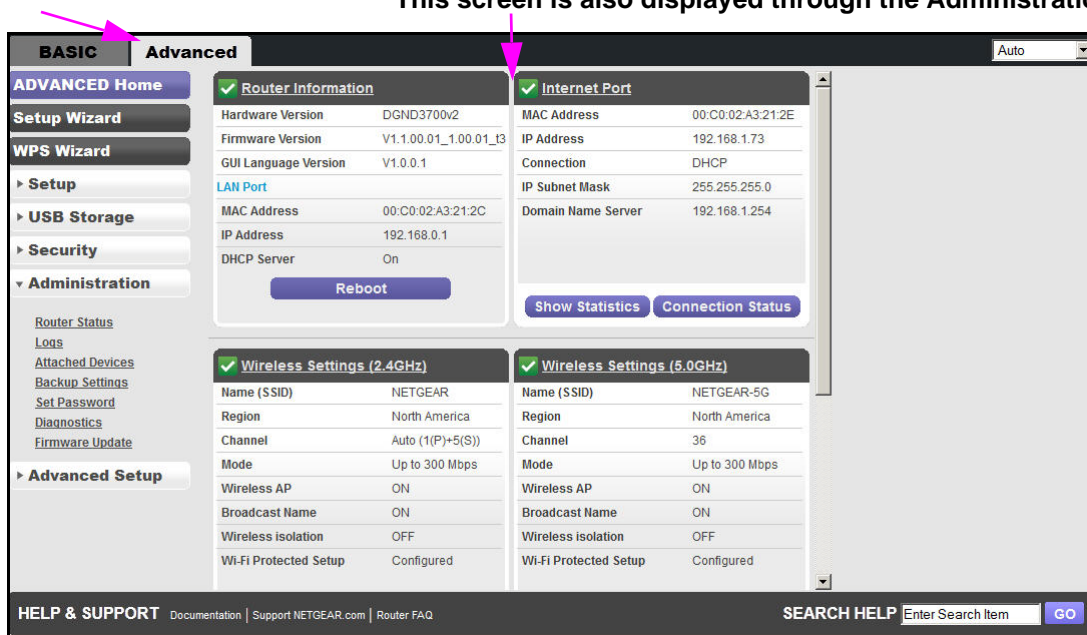 This screen is also displayed through the
BASIC
Advanced
Auto
ADVANCED Home
Setup Wizard
WPS Wizard
Setup
USB Storage
Security
Administration
Router Status
Logs
Attached Devices
Backup Settings
Set Password
Diagnostics
Firmware Update
Advanced Setup
Router Information
Hardware Version DGND3700v2
Firmware Version V1.1.00.01_1.00.01_t3
GUI Language Version V1.0.0.1
LAN Port
MAC Address 00:C0:02:A3:21:2C
IP Address 192.168.0.1
DHCP Server On
Reboot
Internet Port
MAC Address 00:C0:02:A3:21:2E
IP Address 192.168.1.73
Connection DHCP
IP Subnet Mask 255.255.255.0
Domain Name Server 192.168.1.254
Show Statistics Connection Status
Wireless Settings (2.4GHz)
Name (SSID) NETGEAR
Region North America
Channel Auto (1(P)+5(S))
Mode Up to 300 Mbps
Wireless AP ON
Broadcast Name ON
Wireless isolation OFF
Wi-Fi Protected Setup Configured
Wireless Settings (5.0GHz)
Name (SSID) NETGEAR-5G
Region North America
Channel 36
Mode Up to 300 Mbps
Wireless AP ON
Broadcast Name ON
Wireless isolation OFF
Wi-Fi Protected Setup Configured
HELP & SUPPORT Documentation | Support NETGEAR.com | Router FAQ
SEARCH HELP Enter Search Item GO